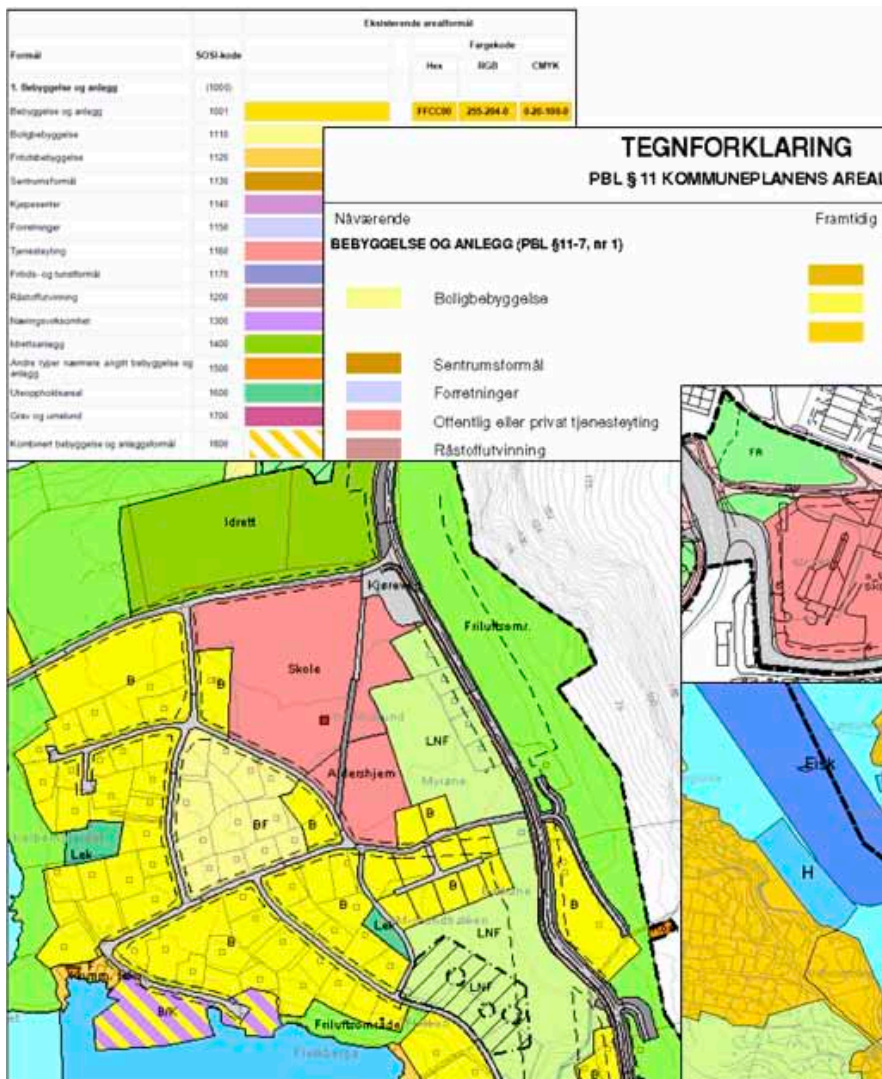 Eksisterende arealformål
Fargekode
Formål SOSI-kode Hex RGB CMYK
1. Bebyggelse og anlegg (1000)
Bebyggelse og anlegg 1001 FFCC00 255-204-0 0-20-100-0
Boligbebyggelse 1110
Fritidsbebyggelse 1120
Sentrumsformål 1130
Kjøpesenter 1140
Forretninger 1150
Tjenesteyting 1160
Fritids- og turistformål 1170
Råstoffutvinning 1200
Næringsvirksomhet 1300
Idrettsanlegg 1400
Andre typer nærmere angitt bebyggelse og
anlegg 1500
Uteoppholdsareal 1600
Grav og urnelund 1700
Kombinert bebyggelse og anleggsformål 1800
TEGNFORKLARING
PBL § 11 KOMMUNEPLANENS AREAL
Nåværende Framtidig
BEBYGGELSE OG ANLEGG (PBL §11-7, nr 1)
Boligbebyggelse
Sentrumsformål
Forretninger
Offentlig eller privat tjenesteyting
Råstoffutvinning
FR
Idrett
Friluftsomr.
Skole
B
B
LNF
Myrane
Aldershjem
B
B
BF
B
Lek
B
B
B
B
Lek
LNF
LNF
B/K
Friluftsområde
Eisk
H